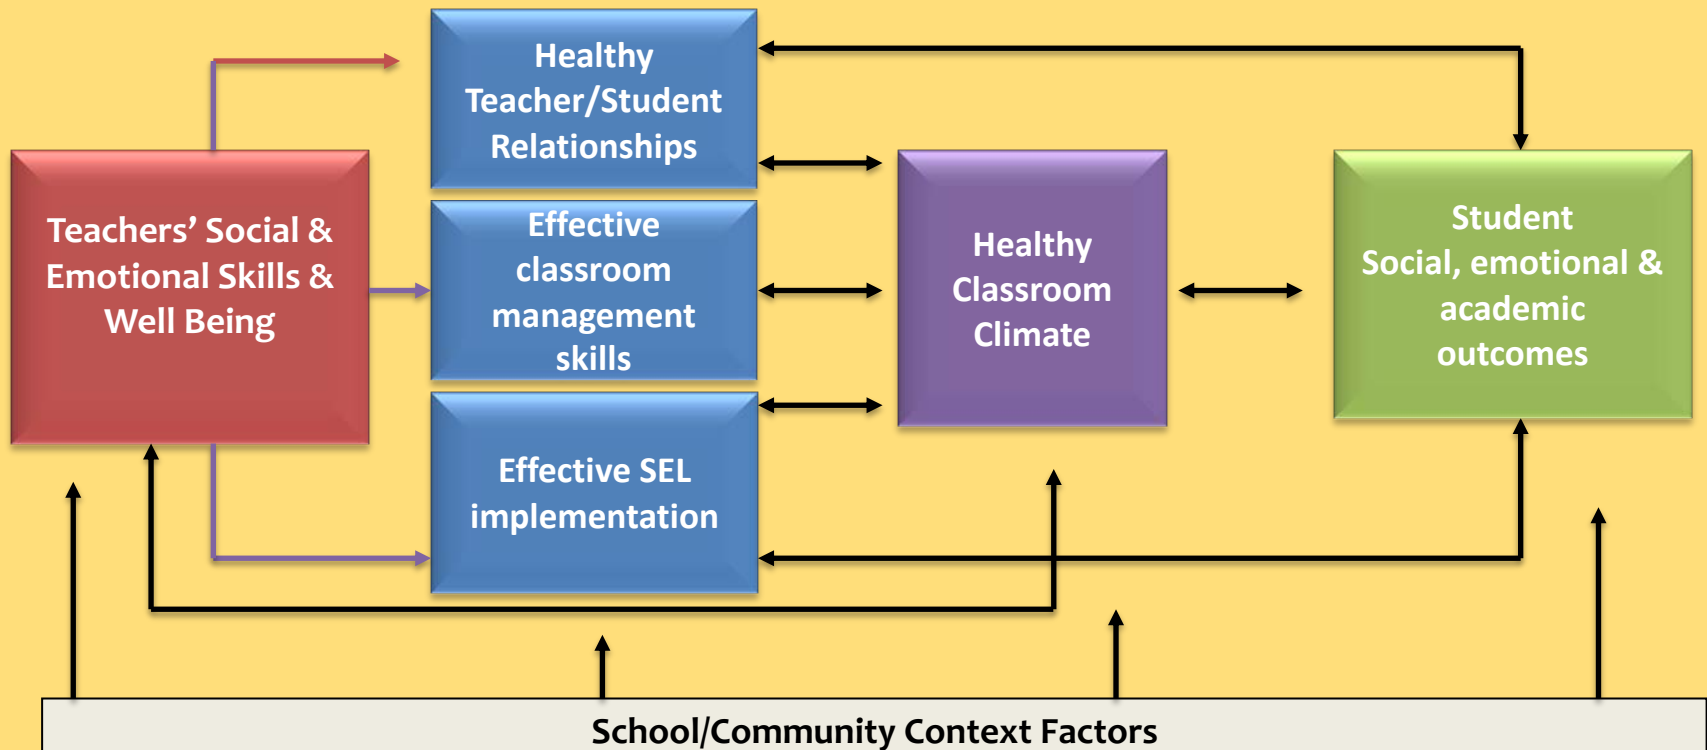 Healthy
Teacher/Student
Relationships
Teachers’ Social &
Emotional Skills &
Well Being
Effective
classroom
management
skills
Effective SEL
implementation
Healthy
Classroom
Climate
Student
Social, emotional &
academic
outcomes
School/Community Context Factors